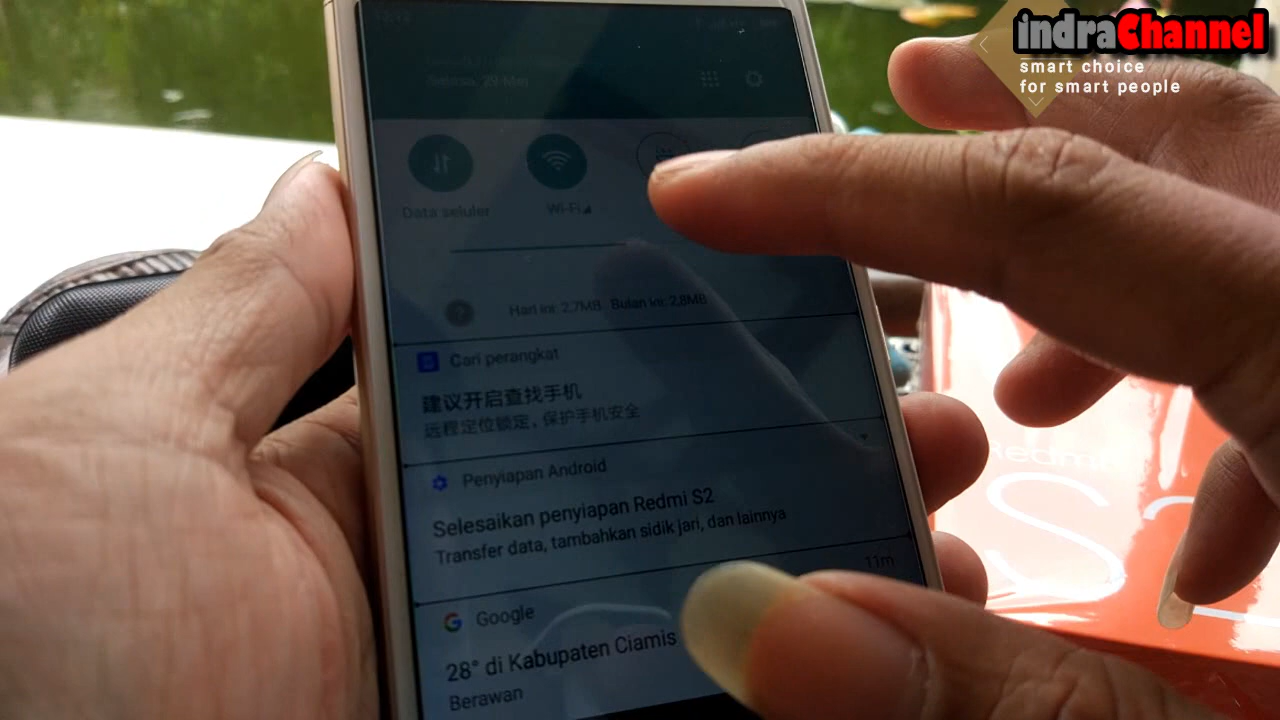 indraChannel
smart choice
for smart people
Selasa, 29 Mei
Data seluler
Wi-Fi
Hari ini: 2,7MB Bulan ini: 2,8MB
Cari perangkat
建议开启查找手机
远程定位锁定，保护手机安全
Penyiapan Android
Selesaikan penyiapan Redmi S2
Transfer data, tambahkan sidik jari, dan lainnya
11m
Google
28° di Kabupaten Ciamis
Berawan
Redmi
S2